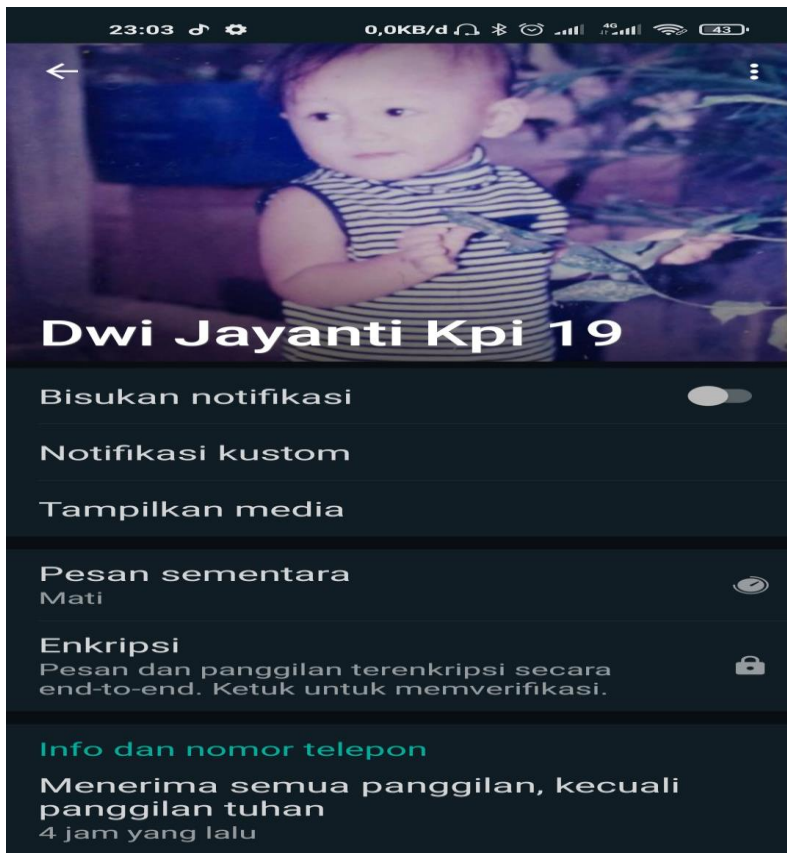 23:03 0,0KB/d 4G 43
Dwi Jayanti Kpi 19
Bisukan notifikasi
Notifikasi kustom
Tampilkan media
Pesan sementara
Mati
Enkripsi
Pesan dan panggilan terenkripsi secara
end-to-end. Ketuk untuk memverifikasi.
Info dan nomor telepon
Menerima semua panggilan, kecuali
panggilan tuhan
4 jam yang lalu